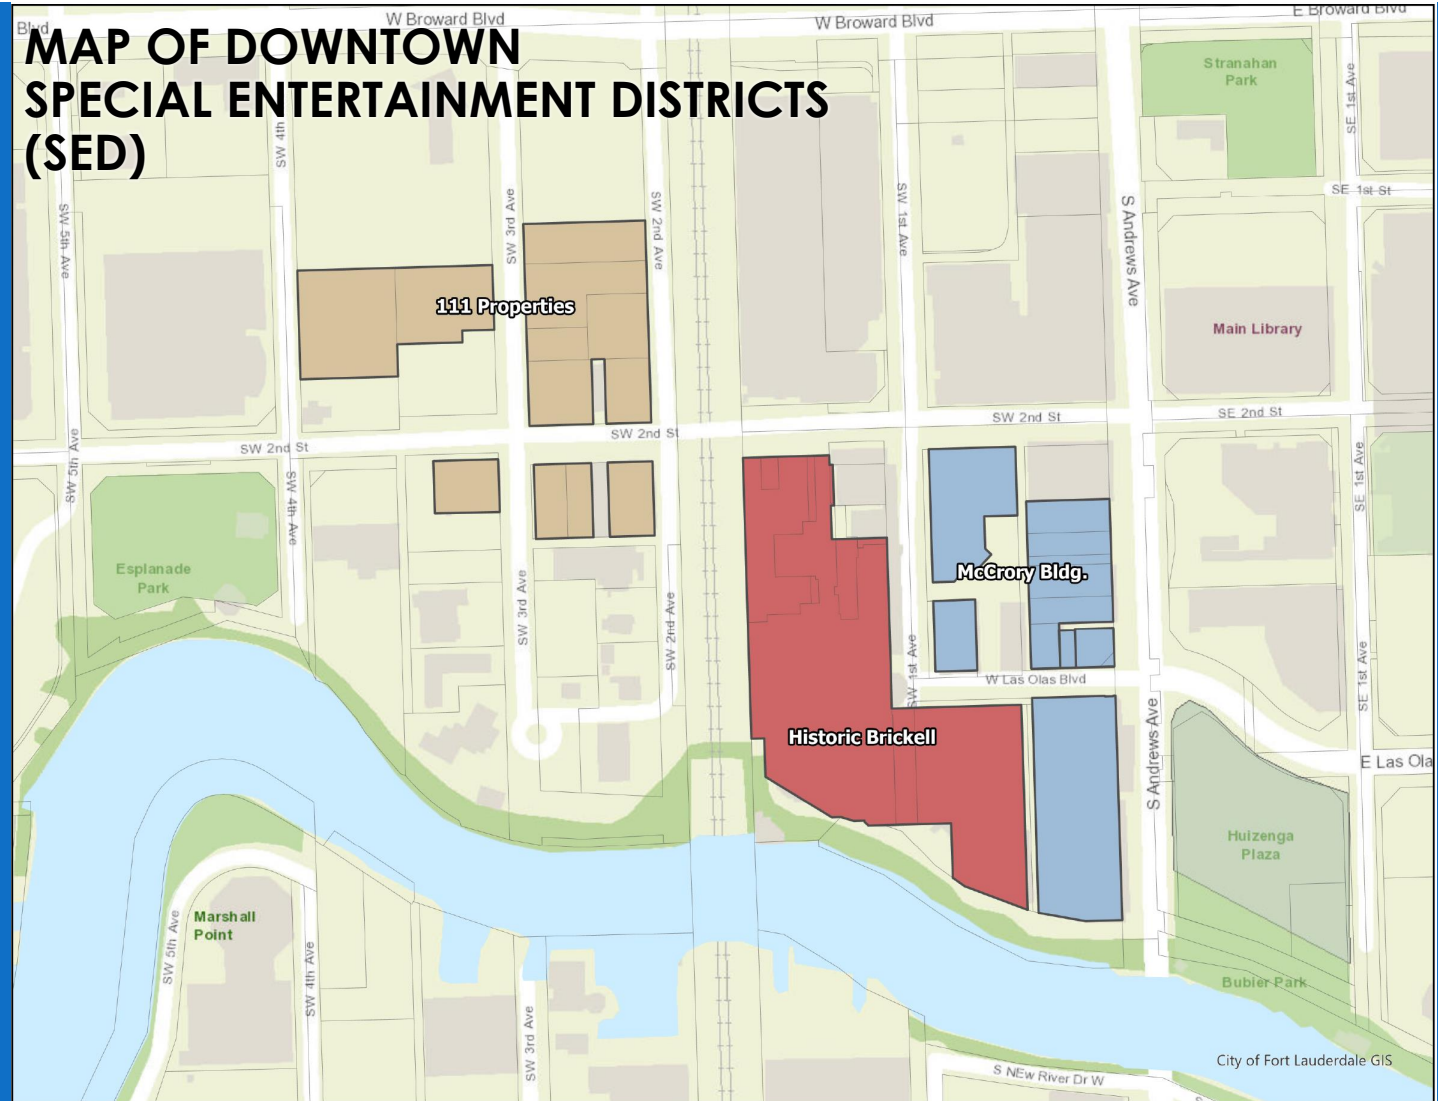 Blvd
W Broward Blvd
W Broward Blvd
E Broward Blvd
MAP OF DOWNTOWN
SPECIAL ENTERTAINMENT DISTRICTS
(SED)
Stranahan
Park
SE 1st Ave
SW 4th
SE 1st St
SW 5th Ave
SW 3rd Ave
SW 2nd Ave
SW 1st Ave
S Andrews Ave
111 Properties
Main Library
SW 2nd St
SE 2nd St
SW 2nd St
SW 2nd St
SW 5th Ave
SW 4th Ave
SE 1st Ave
Esplanade
Park
McCrory Bldg.
SW 3rd Ave
SW 2nd Ave
SW 1st Ave
SE 1st Ave
W Las Olas Blvd
Historic Brickell
S Andrews Ave
E Las Ola
Huizenga
Plaza
Marshall
Point
SW 5th Ave
SW 4th Ave
Bubier Park
SW 3rd Ave
City of Fort Lauderdale GIS
S NEw River Dr W
S